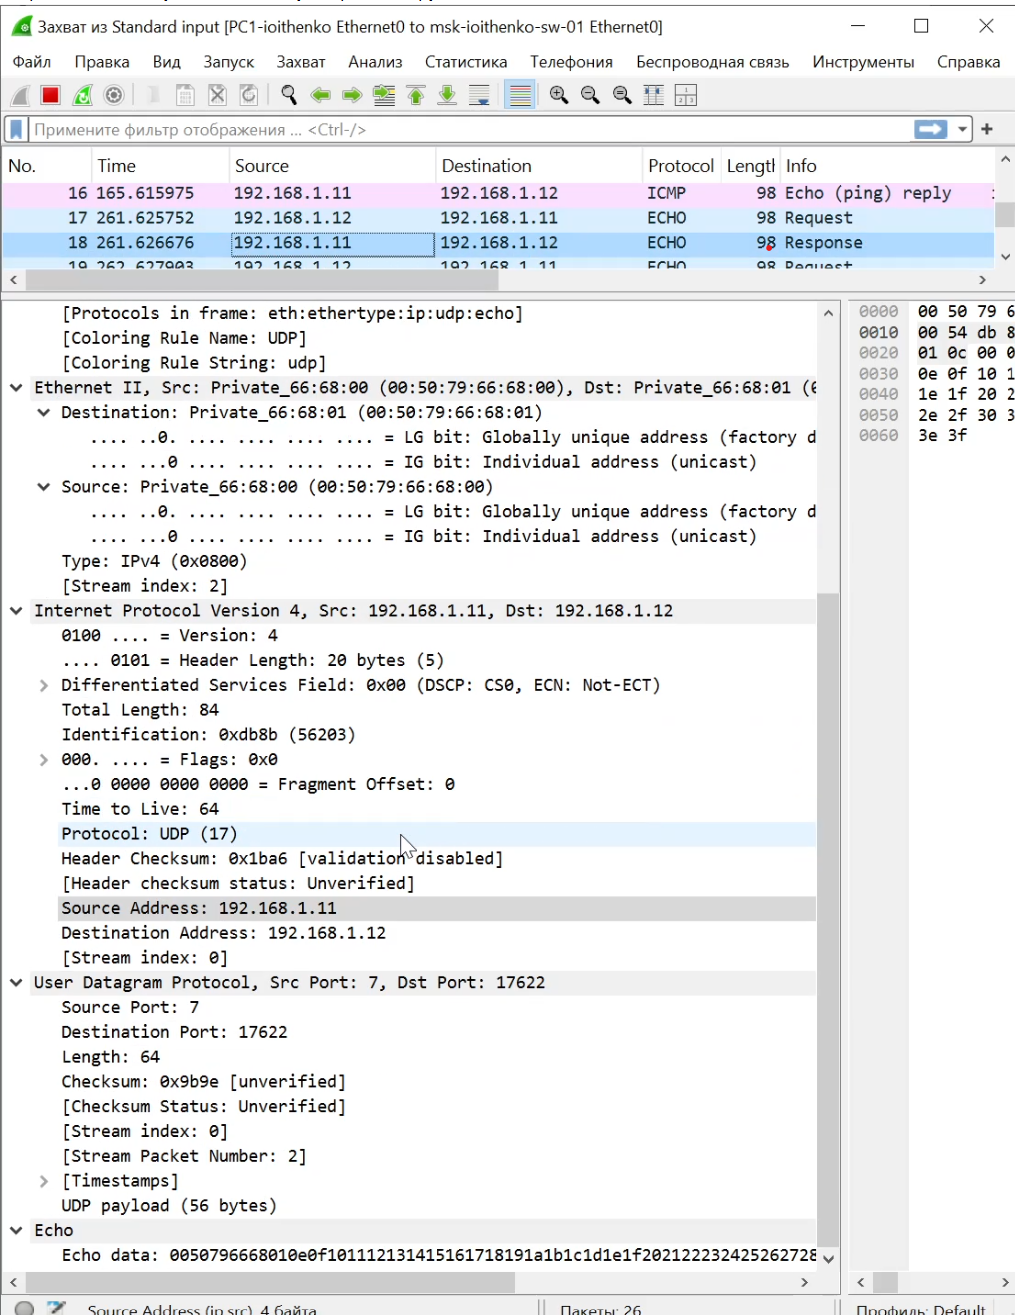 Захват из Standard input [PC1-ioithenko Ethernet0 to msk-ioithenko-sw-01 Ethernet0]
Файл Правка Вид Запуск Захват Анализ Статистика Телефония Беспроводная связь Инструменты Справка
Примените фильтр отображения ... <Ctrl-/>
No. Time Source Destination Protocol Lengtl Info
16 165.615975 192.168.1.11 192.168.1.12 ICMP 98 Echo (ping) reply
17 261.625752 192.168.1.12 192.168.1.11 ECHO 98 Request
18 261.626676 192.168.1.11 192.168.1.12 ECHO 98 Response
19 262.627903 192.168.1.12 192.168.1.11 ECHO 98 Request
[Protocols in frame: eth:ethertype:ip:udp:echo]
[Coloring Rule Name: UDP]
[Coloring Rule String: udp]
Ethernet II, Src: Private_66:68:00 (00:50:79:66:68:00), Dst: Private_66:68:01 (0
Destination: Private_66:68:01 (00:50:79:66:68:01)
.... ..0. .... .... .... .... = LG bit: Globally unique address (factory d
.... ...0 .... .... .... .... = IG bit: Individual address (unicast)
Source: Private_66:68:00 (00:50:79:66:68:00)
.... ..0. .... .... .... .... = LG bit: Globally unique address (factory d
.... ...0 .... .... .... .... = IG bit: Individual address (unicast)
Type: IPv4 (0x0800)
[Stream index: 2]
Internet Protocol Version 4, Src: 192.168.1.11, Dst: 192.168.1.12
0100 .... = Version: 4
.... 0101 = Header Length: 20 bytes (5)
Differentiated Services Field: 0x00 (DSCP: CS0, ECN: Not-ECT)
Total Length: 84
Identification: 0xdb8b (56203)
000. .... = Flags: 0x0
...0 0000 0000 0000 = Fragment Offset: 0
Time to Live: 64
Protocol: UDP (17)
Header Checksum: 0x1ba6 [validation disabled]
[Header checksum status: Unverified]
Source Address: 192.168.1.11
Destination Address: 192.168.1.12
[Stream index: 0]
User Datagram Protocol, Src Port: 7, Dst Port: 17622
Source Port: 7
Destination Port: 17622
Length: 64
Checksum: 0x9b9e [unverified]
[Checksum Status: Unverified]
[Stream index: 0]
[Stream Packet Number: 2]
[Timestamps]
UDP payload (56 bytes)
Echo
Echo data: 0050796668010e0f101112131415161718191a1b1c1d1e1f202122232425262728
0000 00 50 79 6
0010 00 54 db 8
0020 01 0c 00 0
0030 0e 0f 10 1
0040 1e 1f 20 2
0050 2e 2f 30 3
0060 3e 3f
Source Address (ip.src), 4 байта Пакеты: 26 Профиль: Default